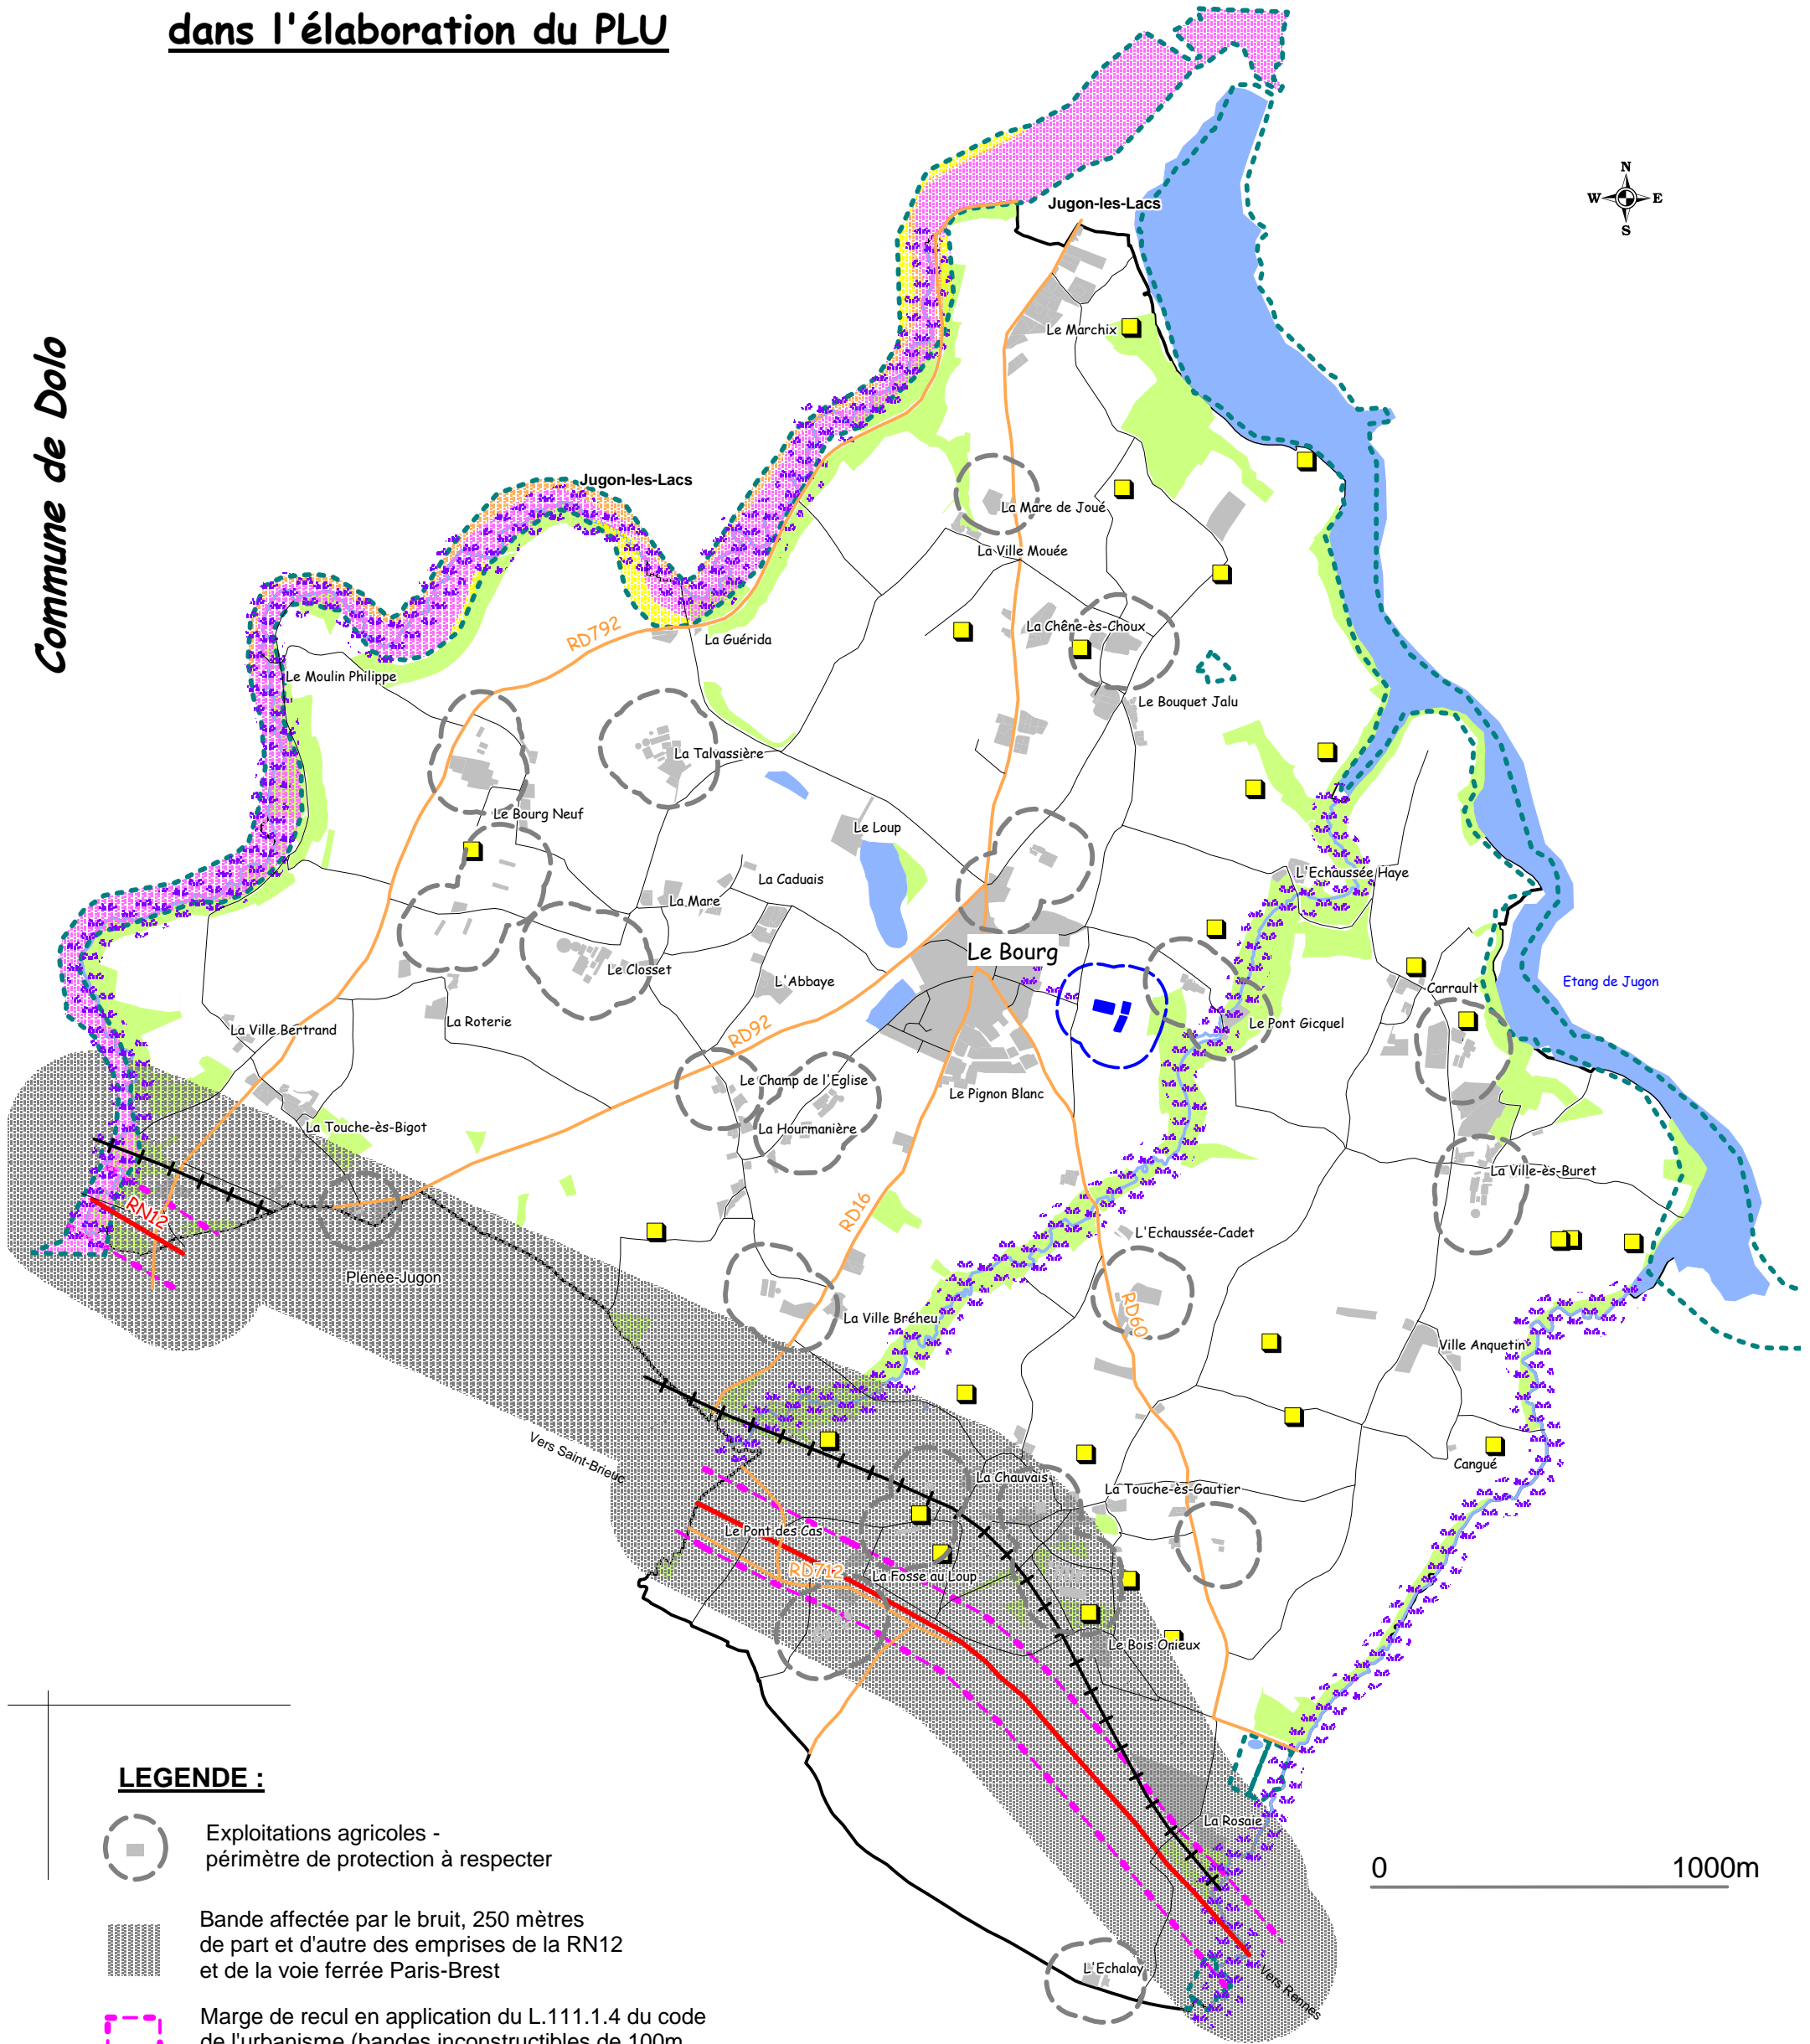 dans l'élaboration du PLU
Commune de Dolo
N
W E
S
Jugon-les-Lacs
Le Marchix
Jugon-les-Lacs
La Mare de Joué
La Ville Mouée
La Chêne-ès-Choux
RD792
La Guérida
Le Moulin Philippe
Le Bouquet Jalu
La Talvassière
Le Bourg Neuf
Le Loup
L'Echaussée Haye
La Caduais
La Mare
Le Bourg
Le Closset
L'Abbaye
Etang de Jugon
Carrault
La Roterie
La Ville Bertrand
Le Pont Gicquel
RD92
Le Champ de l'Eglise
Le Pignon Blanc
La Touche-ès-Bigot
La Hourmanière
La Ville-ès-Buret
RN12
RD16
L'Echaussée-Cadet
Plénée-Jugon
La Ville Bréheu
RD60
Ville Anquetin
Vers Saint-Brieuc
Cangué
La Chauvais
La Touche-ès-Gautier
Le Pont des Cas
RD712
La Fosse au Loup
Le Bois Orieux
La Rosaie
L'Echalay
Vers Rennes
0 1000m
LEGENDE :
Exploitations agricoles -
périmètre de protection à respecter
Bande affectée par le bruit, 250 mètres
de part et d'autre des emprises de la RN12
et de la voie ferrée Paris-Brest
Marge de recul en application du L.111.1.4 du code
de l'urbanisme (bandes inconstructibles de 100m